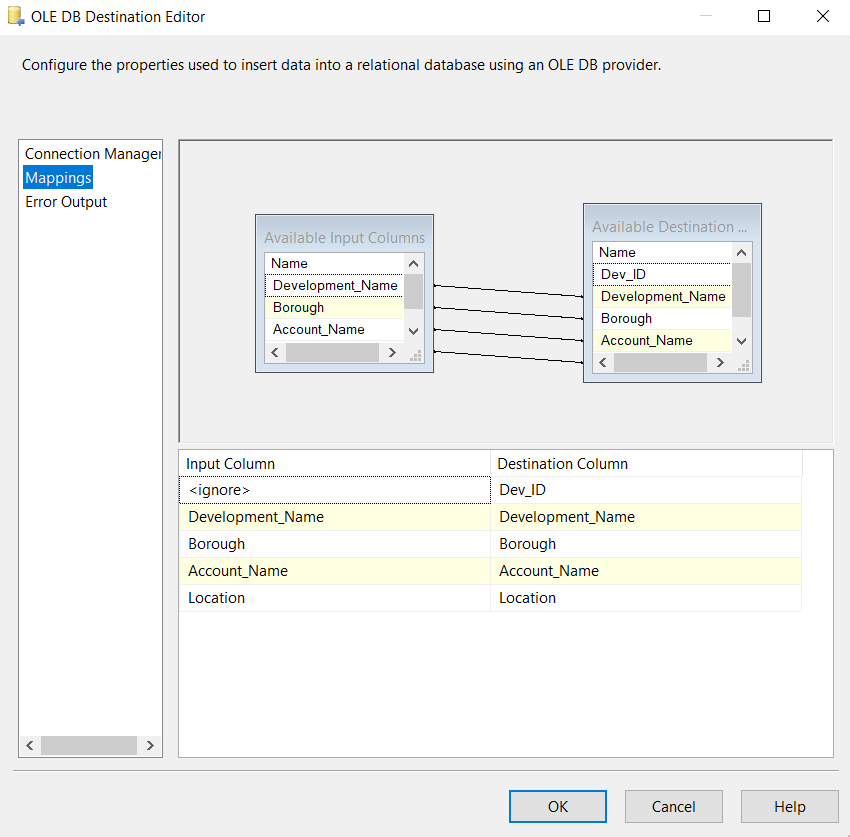 OLE DB Destination Editor
Configure the properties used to insert data into a relational database using an OLE DB provider.
Connection Manager
Mappings
Error Output
Available Input Columns
Name
Development_Name
Borough
Account_Name
Available Destination ...
Name
Dev_ID
Development_Name
Borough
Account_Name
Input Column Destination Column
<ignore> Dev_ID
Development_Name Development_Name
Borough Borough
Account_Name Account_Name
Location Location
OK Cancel Help